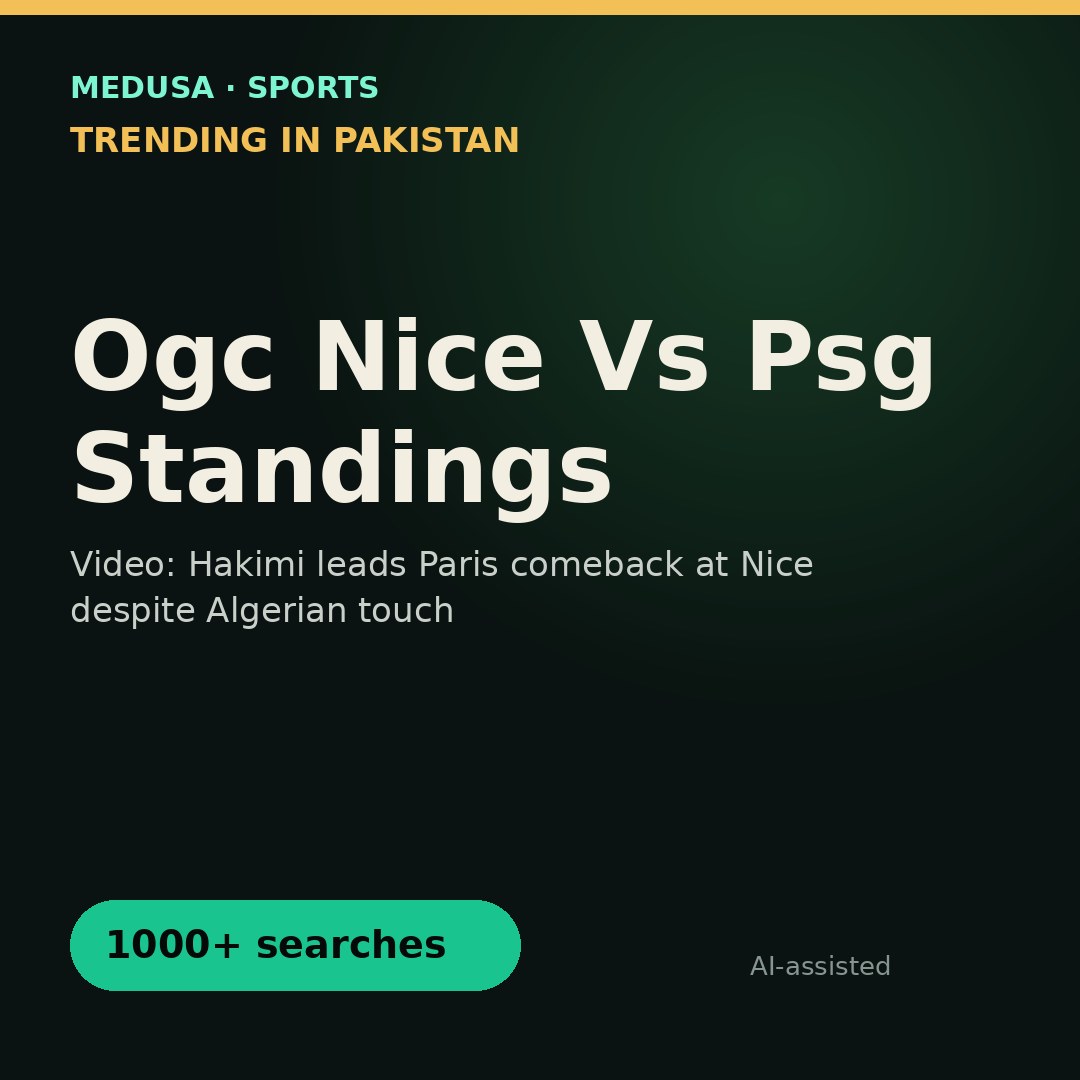 MEDUSA · SPORTS
TRENDING IN PAKISTAN
Ogc Nice Vs Psg
Standings
Video: Hakimi leads Paris comeback at Nice
despite Algerian touch
1000+ searches
AI-assisted